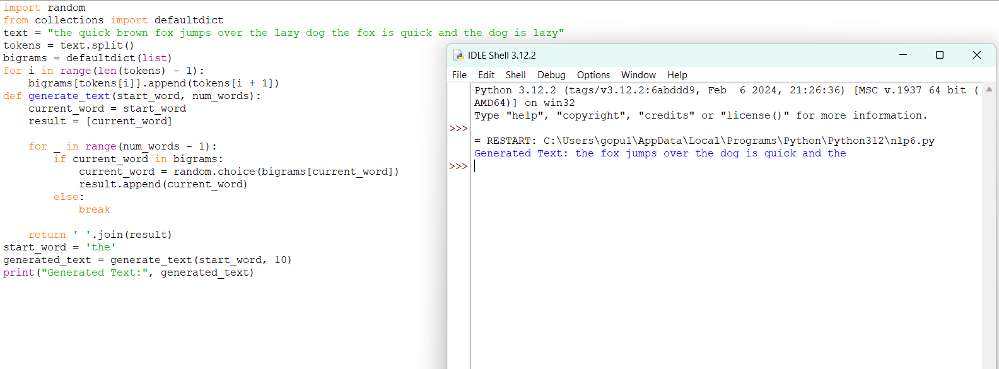 import random
from collections import defaultdict
text = "the quick brown fox jumps over the lazy dog the fox is quick and the dog is lazy"
tokens = text.split()
bigrams = defaultdict(list)
for i in range(len(tokens) - 1):
    bigrams[tokens[i]].append(tokens[i + 1])
def generate_text(start_word, num_words):
    current_word = start_word
    result = [current_word]

    for _ in range(num_words - 1):
        if current_word in bigrams:
            current_word = random.choice(bigrams[current_word])
            result.append(current_word)
        else:
            break

    return ' '.join(result)
start_word = 'the'
generated_text = generate_text(start_word, 10)
print("Generated Text:", generated_text)
IDLE Shell 3.12.2
File Edit Shell Debug Options Window Help
Python 3.12.2 (tags/v3.12.2:6abddd9, Feb  6 2024, 21:26:36) [MSC v.1937 64 bit (
AMD64)] on win32
Type "help", "copyright", "credits" or "license()" for more information.
>>>
= RESTART: C:\Users\gopu1\AppData\Local\Programs\Python\Python312\nlp6.py
Generated Text: the fox jumps over the dog is quick and the
>>>